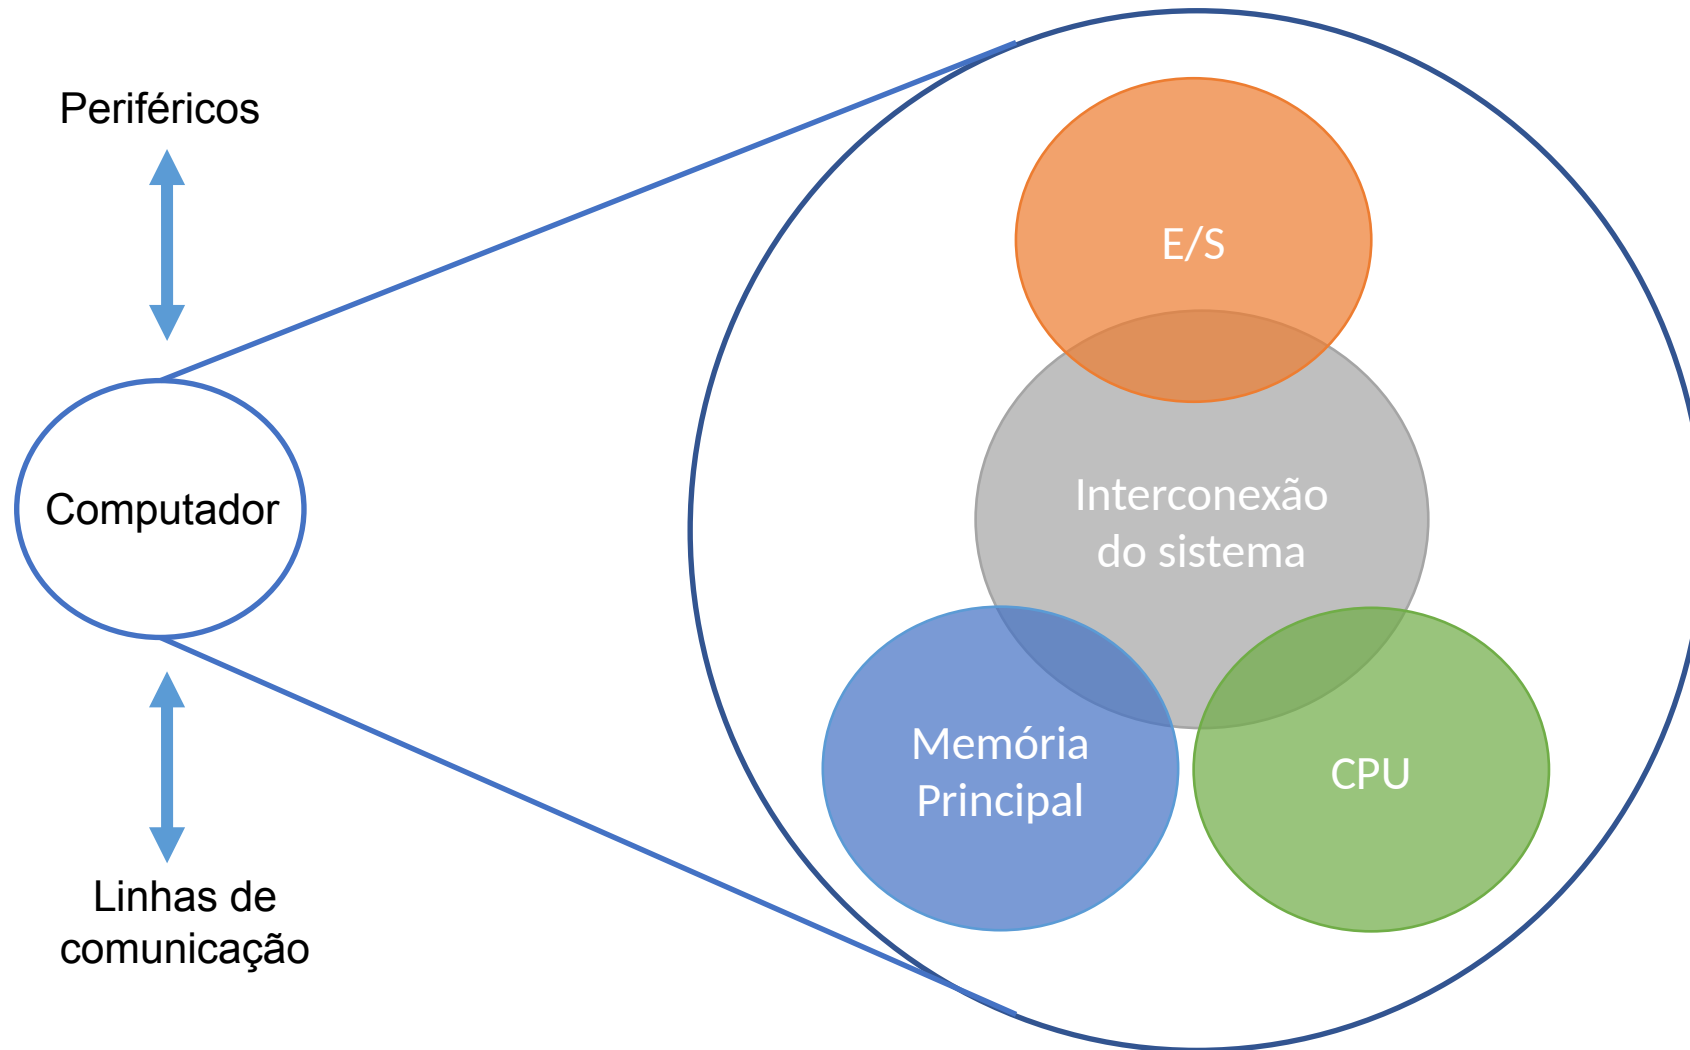 Periféricos
Computador
Linhas de
comunicação
E/S
Interconexão
do sistema
Memória
Principal
CPU